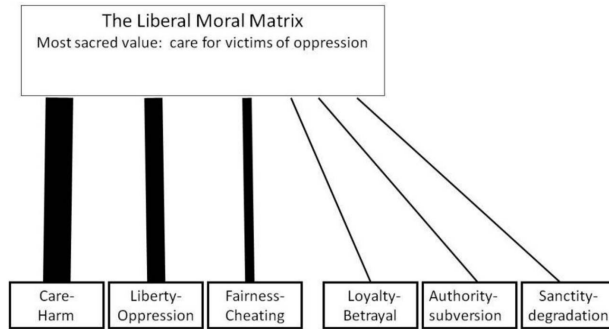 The Liberal Moral Matrix
Most sacred value: care for victims of oppression
Care-
Harm
Liberty-
Oppression
Fairness-
Cheating
Loyalty-
Betrayal
Authority-
subversion
Sanctity-
degradation